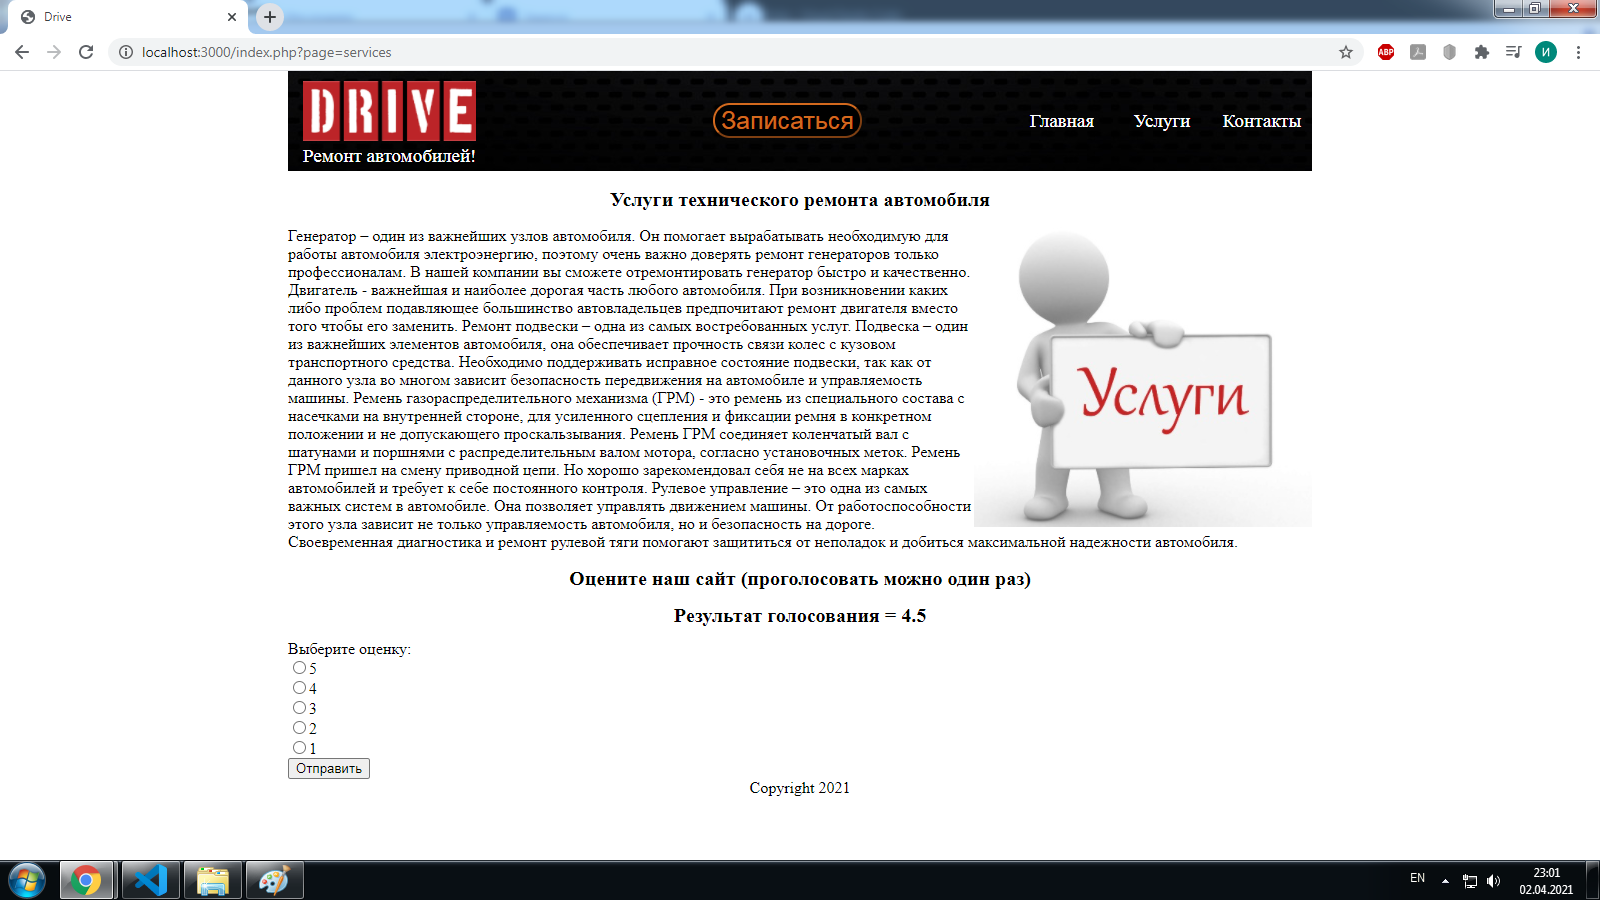 Drive
localhost:3000/index.php?page=services
ABP
И
DRIVE
Ремонт автомобилей!
Записаться
Главная
Услуги
Контакты
Услуги технического ремонта автомобиля
Генератор – один из важнейших узлов автомобиля. Он помогает вырабатывать необходимую для
работы автомобиля электроэнергию, поэтому очень важно доверять ремонт генераторов только
профессионалам. В нашей компании вы сможете отремонтировать генератор быстро и качественно.
Двигатель - важнейшая и наиболее дорогая часть любого автомобиля. При возникновении каких
либо проблем подавляющее большинство автовладельцев предпочитают ремонт двигателя вместо
того чтобы его заменить. Ремонт подвески – одна из самых востребованных услуг. Подвеска – один
из важнейших элементов автомобиля, она обеспечивает прочность связи колес с кузовом
транспортного средства. Необходимо поддерживать исправное состояние подвески, так как от
данного узла во многом зависит безопасность передвижения на автомобиле и управляемость
машины. Ремень газораспределительного механизма (ГРМ) - это ремень из специального состава с
насечками на внутренней стороне, для усиленного сцепления и фиксации ремня в конкретном
положении и не допускающего проскальзывания. Ремень ГРМ соединяет коленчатый вал с
шатунами и поршнями с распределительным валом мотора, согласно установочных меток. Ремень
ГРМ пришел на смену приводной цепи. Но хорошо зарекомендовал себя не на всех марках
автомобилей и требует к себе постоянного контроля. Рулевое управление – это одна из самых
важных систем в автомобиле. Она позволяет управлять движением машины. От работоспособности
этого узла зависит не только управляемость автомобиля, но и безопасность на дороге.
Своевременная диагностика и ремонт рулевой тяги помогают защититься от неполадок и добиться максимальной надежности автомобиля.
Услуги
Оцените наш сайт (проголосовать можно один раз)
Результат голосования = 4.5
Выберите оценку:
5
4
3
2
1
Отправить
Copyright 2021
EN
23:01
02.04.2021